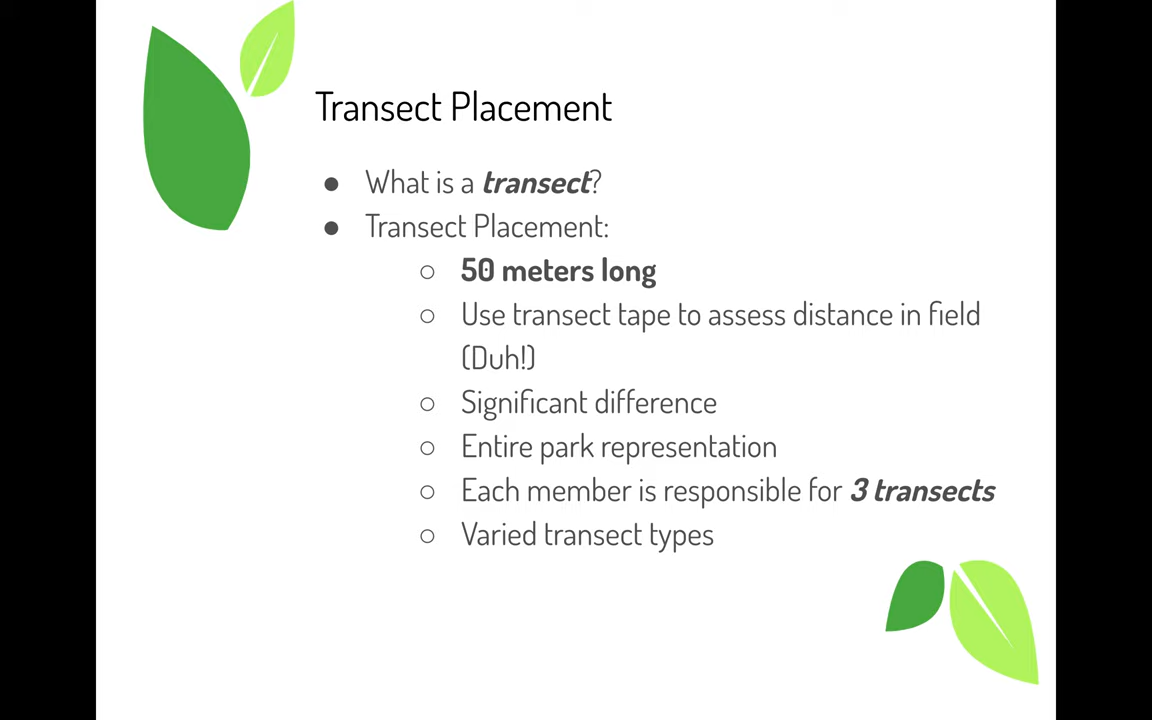 Transect Placement
● What is a transect?
● Transect Placement:
○ 50 meters long
○ Use transect tape to assess distance in field
(Duh!)
○ Significant difference
○ Entire park representation
○ Each member is responsible for 3 transects
○ Varied transect types